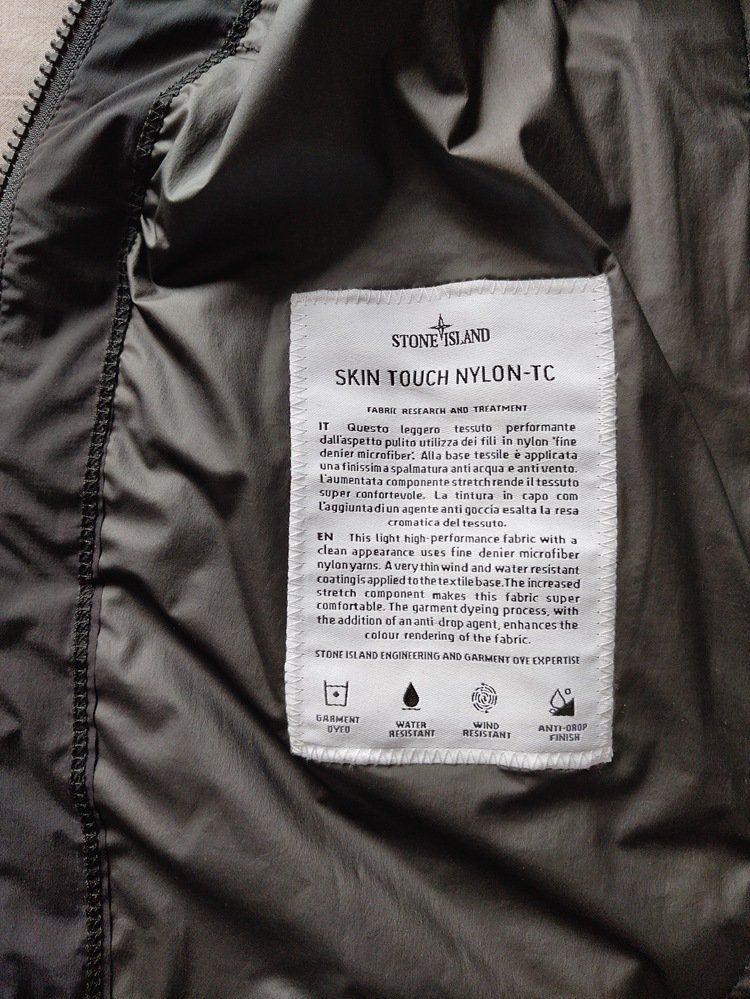 STONE ISLAND
SKIN TOUCH NYLON-TC
FABRIC RESEARCH AND TREATMENT
IT Questo leggero tessuto performante
dall'aspetto pulito utilizza dei fili in nylon "fine
denier microfiber". Alla base tessile è applicata
una finissima spalmatura anti acqua e anti vento.
L'aumentata componente stretch rende il tessuto
super confortevole. La tintura in capo com
l'aggiunta di un agente anti goccia esalta la resa
cromatica del tessuto.
EN This light high-performance fabric with a
clean appearance uses fine denier microfiber
nylon yarns. A very thin wind and water resistant
coating is applied to the textile base. The increased
stretch component makes this fabric super
comfortable. The garment dyeing process, with
the addition of an anti-drop agent, enhances the
colour rendering of the fabric.
STONE ISLAND ENGINEERING AND GARMENT DYE EXPERTISE
GARMENT
DYED
WATER
RESISTANT
WIND
RESISTANT
ANTI-DROP
FINISH